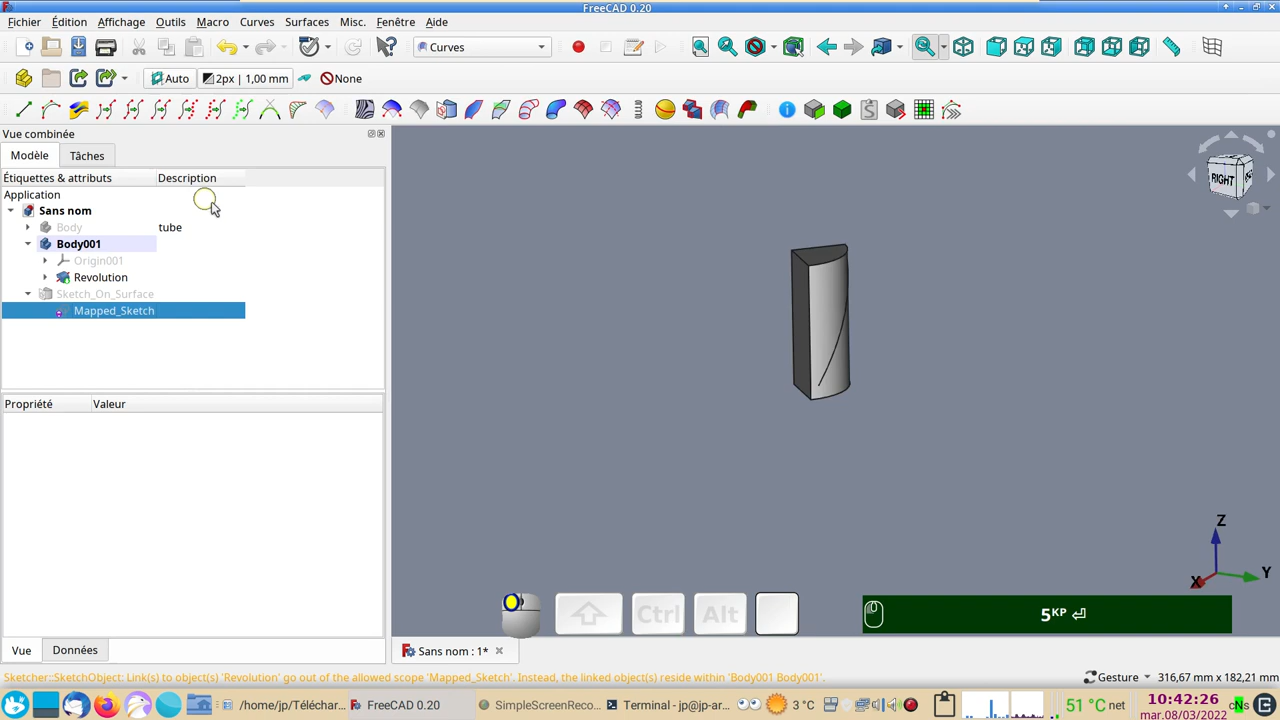 FreeCAD 0.20
Fichier Édition Affichage Outils Macro Curves Surfaces Misc. Fenêtre Aide
Curves
Auto 2px | 1,00 mm None
Vue combinée
Modèle Tâches
Étiquettes & attributs Description
Application
Sans nom
Body tube
Body001
Origin001
Revolution
Sketch_On_Surface
Mapped_Sketch
Propriété Valeur
RIGHT
Z
Y
X
Ctrl Alt
5KP ⏎
Vue Données
Sans nom : 1*
Sketcher::SketchObject: Link(s) to object(s) 'Revolution' go out of the allowed scope 'Mapped_Sketch'. Instead, the linked object(s) reside within 'Body001 Body001'.
Gesture 316,67 mm x 182,21 mm
/home/jp/Téléchar... FreeCAD 0.20 SimpleScreenReco... Terminal - jp@jp-ar... 3 °C 51 °C net 10:42:26
mar.08/03/2022